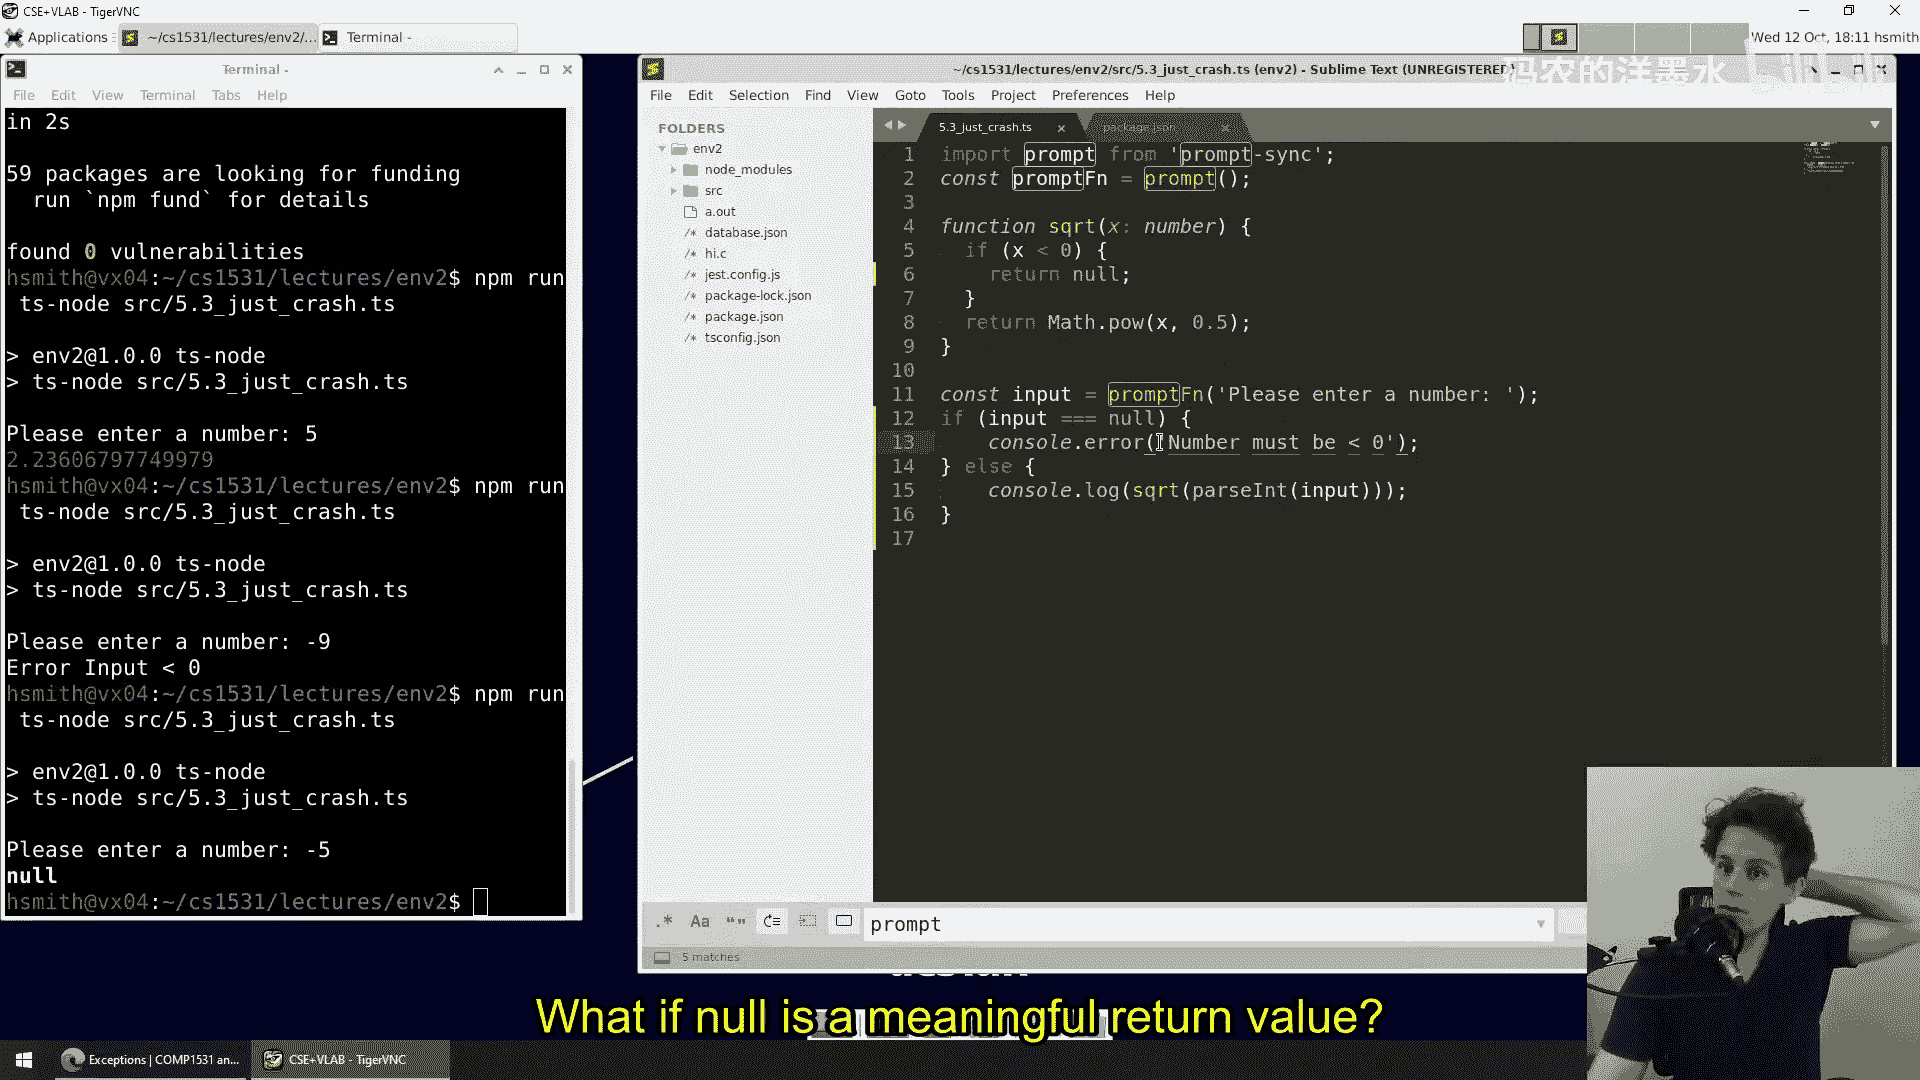 CSE+VLAB - TigerVNC
Applications
~/cs1531/lectures/env2/...
Terminal -
Wed 12 Oct, 18:11 hsmith
码农的洋墨水
Terminal -
File Edit View Terminal Tabs Help
in 2s
59 packages are looking for funding
run `npm fund` for details
found 0 vulnerabilities
hsmith@vx04:~/cs1531/lectures/env2$ npm run
ts-node src/5.3_just_crash.ts
> env2@1.0.0 ts-node
> ts-node src/5.3_just_crash.ts
Please enter a number: 5
2.23606797749979
hsmith@vx04:~/cs1531/lectures/env2$ npm run
ts-node src/5.3_just_crash.ts
> env2@1.0.0 ts-node
> ts-node src/5.3_just_crash.ts
Please enter a number: -9
Error Input < 0
hsmith@vx04:~/cs1531/lectures/env2$ npm run
ts-node src/5.3_just_crash.ts
> env2@1.0.0 ts-node
> ts-node src/5.3_just_crash.ts
Please enter a number: -5
null
hsmith@vx04:~/cs1531/lectures/env2$
~/cs1531/lectures/env2/src/5.3_just_crash.ts (env2) - Sublime Text (UNREGISTERED)
File Edit Selection Find View Goto Tools Project Preferences Help
FOLDERS
env2
node_modules
src
a.out
/* database.json
/* hi.c
/* jest.config.js
/* package-lock.json
/* package.json
/* tsconfig.json
5.3_just_crash.ts
package.json
1 import prompt from 'prompt-sync';
2 const promptFn = prompt();
3
4 function sqrt(x: number) {
5 if (x < 0) {
6 return null;
7 }
8 return Math.pow(x, 0.5);
9 }
10
11 const input = promptFn('Please enter a number: ');
12 if (input === null) {
13 console.error('Number must be < 0');
14 } else {
15 console.log(sqrt(parseInt(input)));
16 }
17
.* Aa “”
prompt
5 matches
What if null is a meaningful return value?
Exceptions | COMP1531 an...
CSE+VLAB - TigerVNC